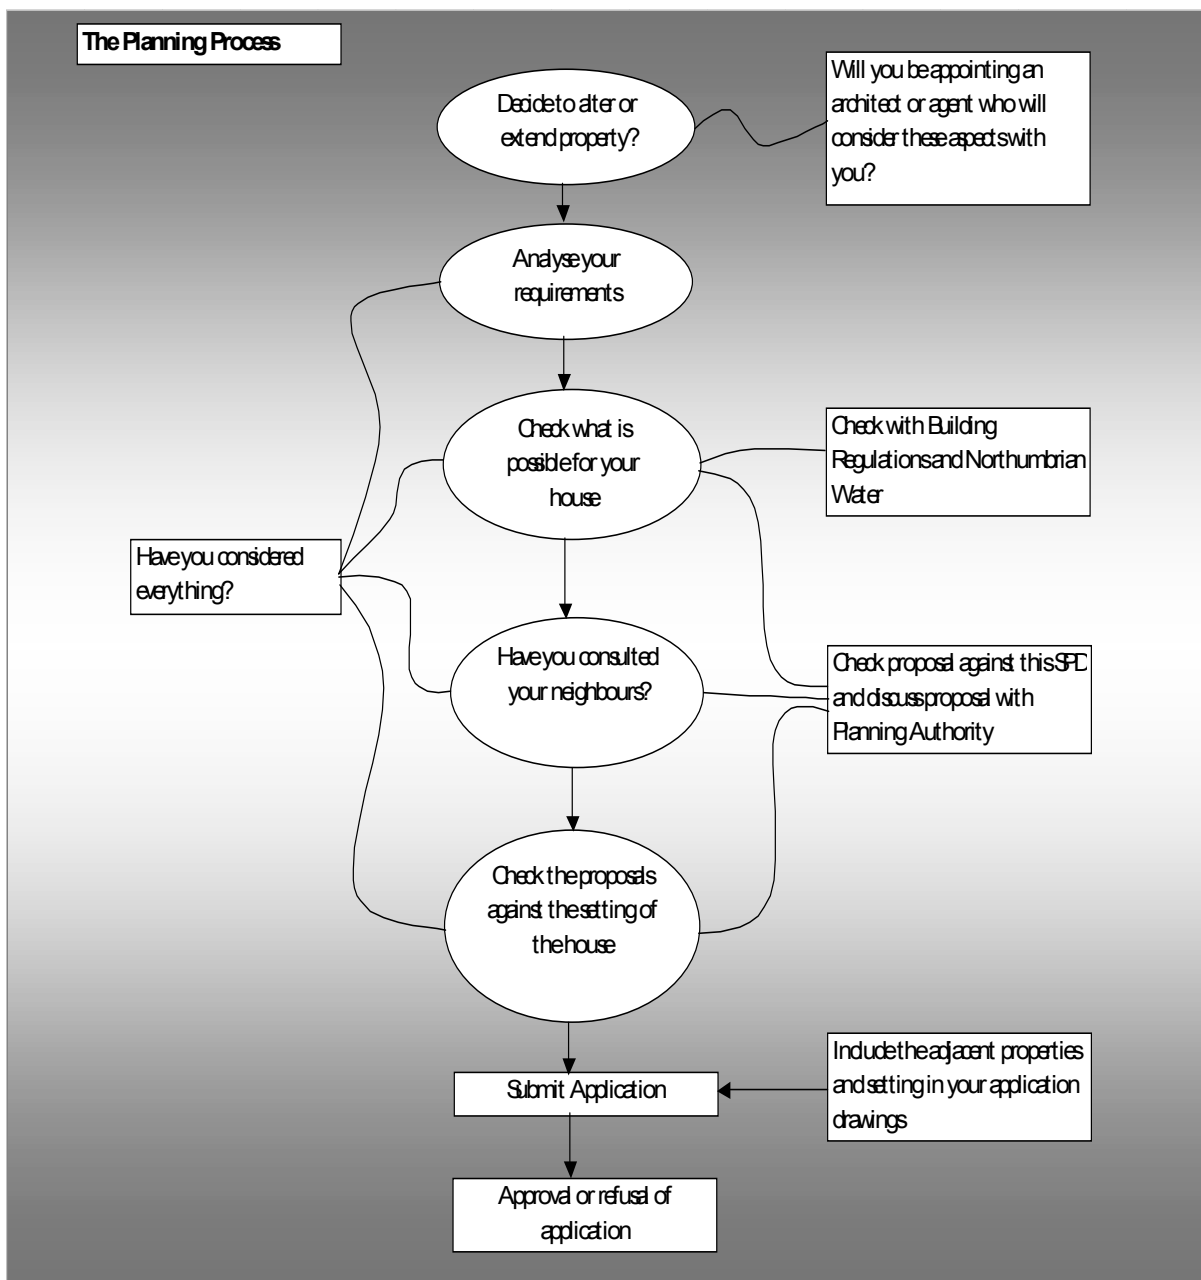 The Planning Process
Decide to alter or
extend property?
Will you be appointing an
architect or agent who will
consider these aspects with
you?
Analyse your
requirements
Check what is
possible for your
house
Check with Building
Regulations and Northumbrian
Water
Have you considered
everything?
Have you consulted
your neighbours?
Check proposal against this SPD
and discuss proposal with
Planning Authority
Check the proposals
against the setting of
the house
Include the adjacent properties
and setting in your application
drawings
Submit Application
Approval or refusal of
application